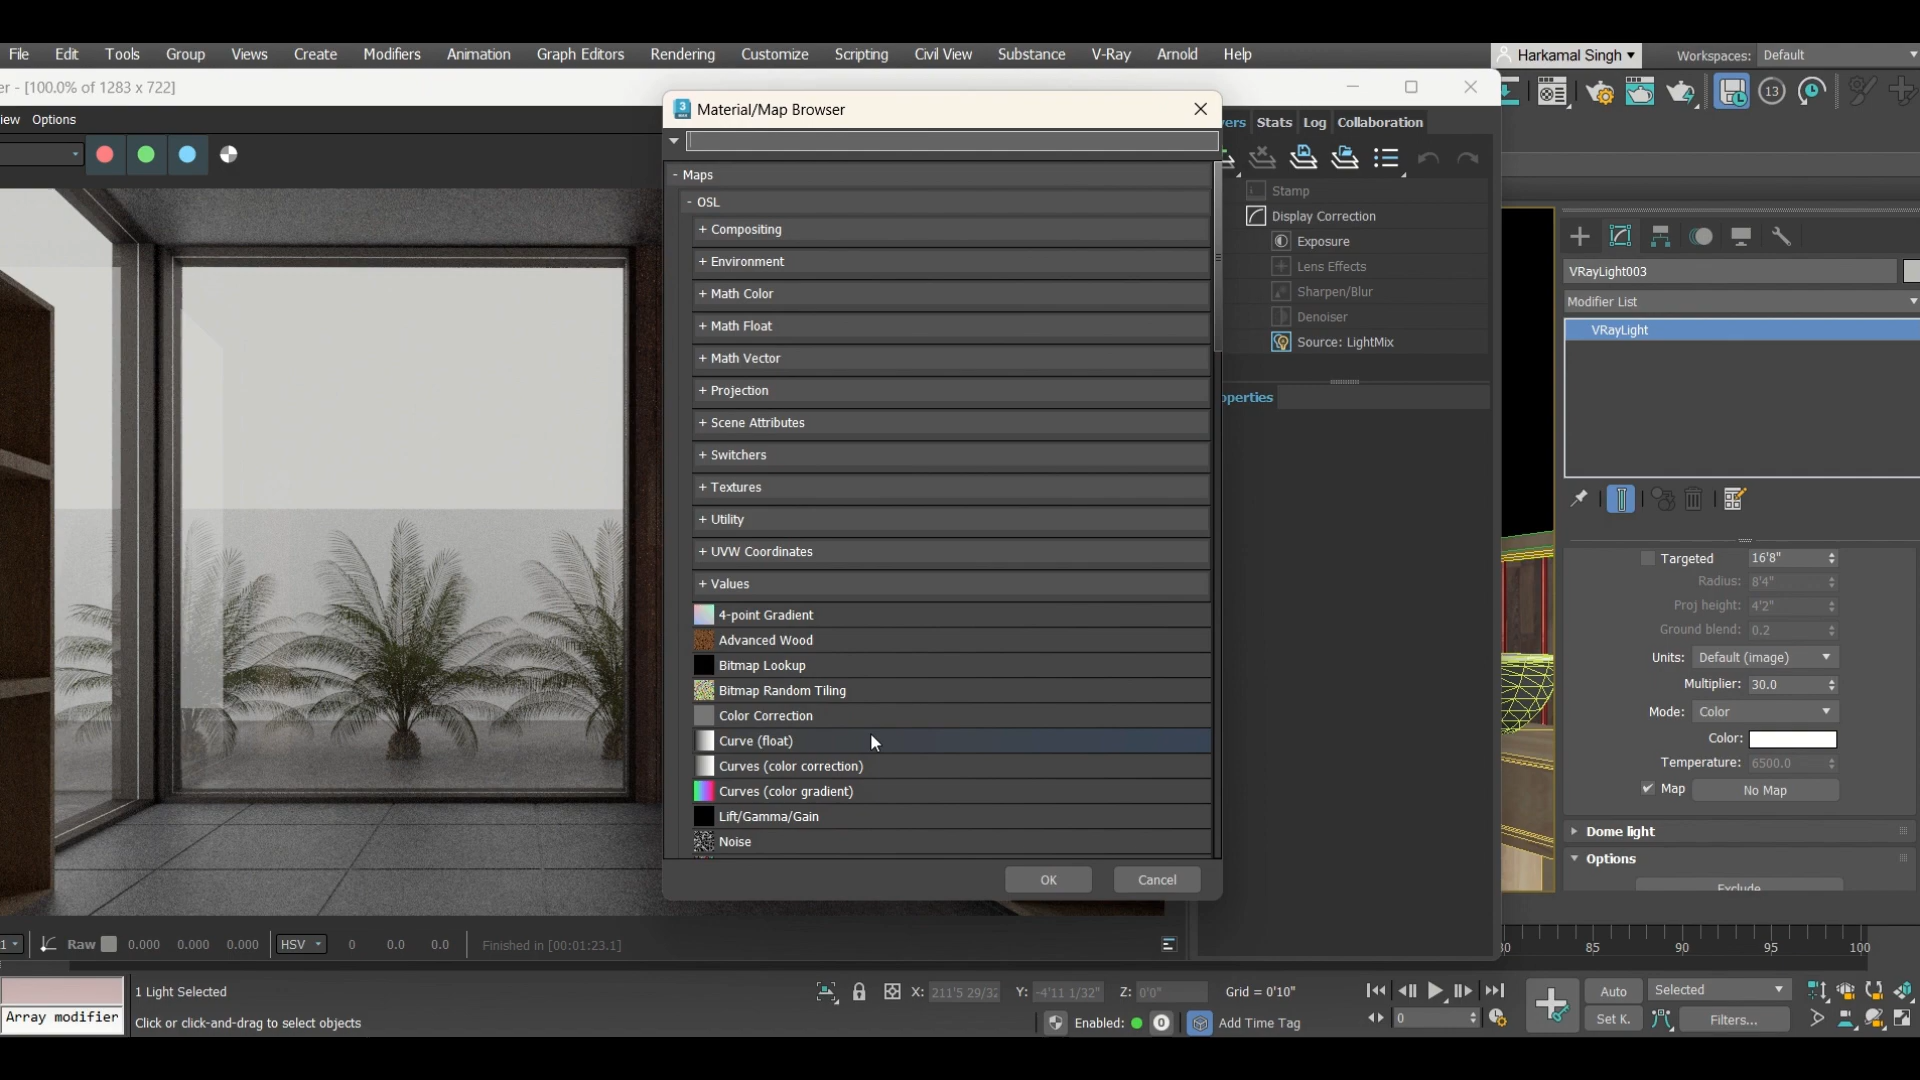 File Edit Tools Group Views Create Modifiers Animation Graph Editors Rendering Customize Scripting Civil View Substance V-Ray Arnold Help Harkamal Singh Workspaces: Default
er - [100.0% of 1283 x 722]
iew Options
Material/Map Browser
ers Stats Log Collaboration
13
- Maps
- OSL
+ Compositing
+ Environment
+ Math Color
+ Math Float
+ Math Vector
+ Projection
+ Scene Attributes
+ Switchers
+ Textures
+ Utility
+ UVW Coordinates
+ Values
4-point Gradient
Advanced Wood
Bitmap Lookup
Bitmap Random Tiling
Color Correction
Curve (float)
Curves (color correction)
Curves (color gradient)
Lift/Gamma/Gain
Noise
OK Cancel
Stamp
Display Correction
Exposure
Lens Effects
Sharpen/Blur
Denoiser
Source: LightMix
operties
VRayLight003
Modifier List
VRayLight
Targeted 16'8"
Radius: 8'4"
Proj height: 4'2"
Ground blend: 0.2
Units: Default (image)
Multiplier: 30.0
Mode: Color
Color:
Temperature: 6500.0
Map No Map
Dome light
Options
Exclude
Raw 0.000 0.000 0.000 HSV 0 0.0 0.0 Finished in [00:01:23.1]
85 90 95 100
1 Light Selected X: 211'5 29/32 Y: -4'11 1/32" Z: 0'0" Grid = 0'10" Auto Selected
Array modifier Click or click-and-drag to select objects Enabled: 0 Add Time Tag 0 Set K. Filters...